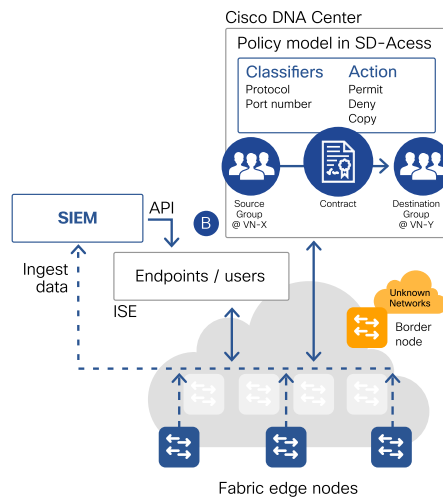 Cisco DNA Center
Policy model in SD-Acess
Classifiers
Protocol
Port number
Action
Permit
Deny
Copy
Source
Group
@ VN-X
Contract
Destination
Group
@ VN-Y
SIEM
API
B
Ingest
data
Endpoints / users
ISE
Unknown
Networks
Border
node
Fabric edge nodes